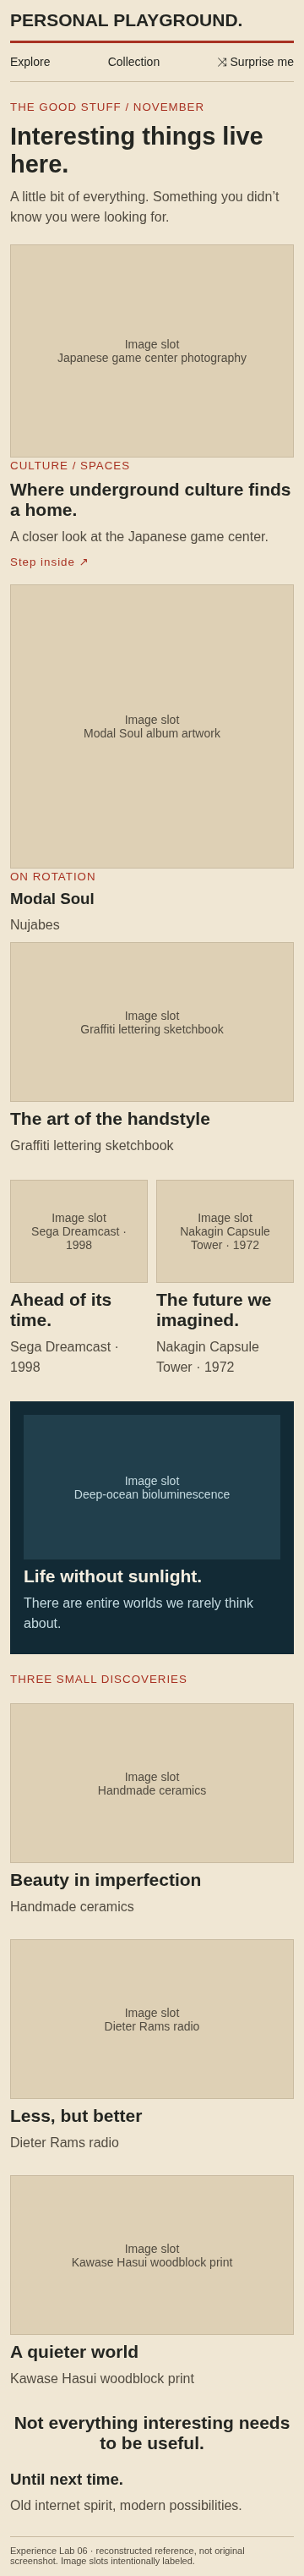 PERSONAL PLAYGROUND.
Explore
Collection
⤨ Surprise me
THE GOOD STUFF / NOVEMBER
Interesting things live
here.
A little bit of everything. Something you didn’t
know you were looking for.
Image slot
Japanese game center photography
CULTURE / SPACES
Where underground culture finds
a home.
A closer look at the Japanese game center.
Step inside ↗
Image slot
Modal Soul album artwork
ON ROTATION
Modal Soul
Nujabes
Image slot
Graffiti lettering sketchbook
The art of the handstyle
Graffiti lettering sketchbook
Image slot
Sega Dreamcast ·
1998
Ahead of its
time.
Sega Dreamcast ·
1998
Image slot
Nakagin Capsule
Tower · 1972
The future we
imagined.
Nakagin Capsule
Tower · 1972
Image slot
Deep-ocean bioluminescence
Life without sunlight.
There are entire worlds we rarely think
about.
THREE SMALL DISCOVERIES
Image slot
Handmade ceramics
Beauty in imperfection
Handmade ceramics
Image slot
Dieter Rams radio
Less, but better
Dieter Rams radio
Image slot
Kawase Hasui woodblock print
A quieter world
Kawase Hasui woodblock print
Not everything interesting needs
to be useful.
Until next time.
Old internet spirit, modern possibilities.
Experience Lab 06 · reconstructed reference, not original
screenshot. Image slots intentionally labeled.